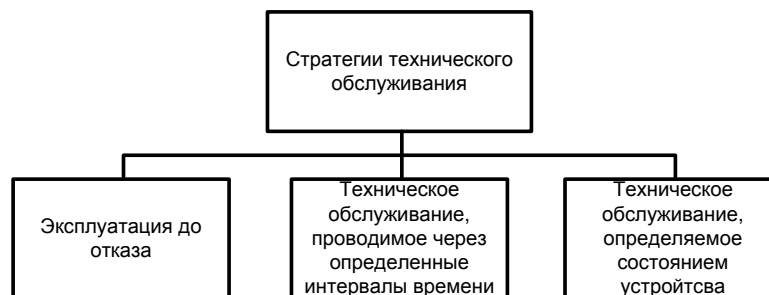 Стратегии технического
обслуживания
Эксплуатация до
отказа
Техническое
обслуживание,
проводимое через
определенные
интервалы времени
Техническое
обслуживание,
определяемое
состоянием
устройтсва